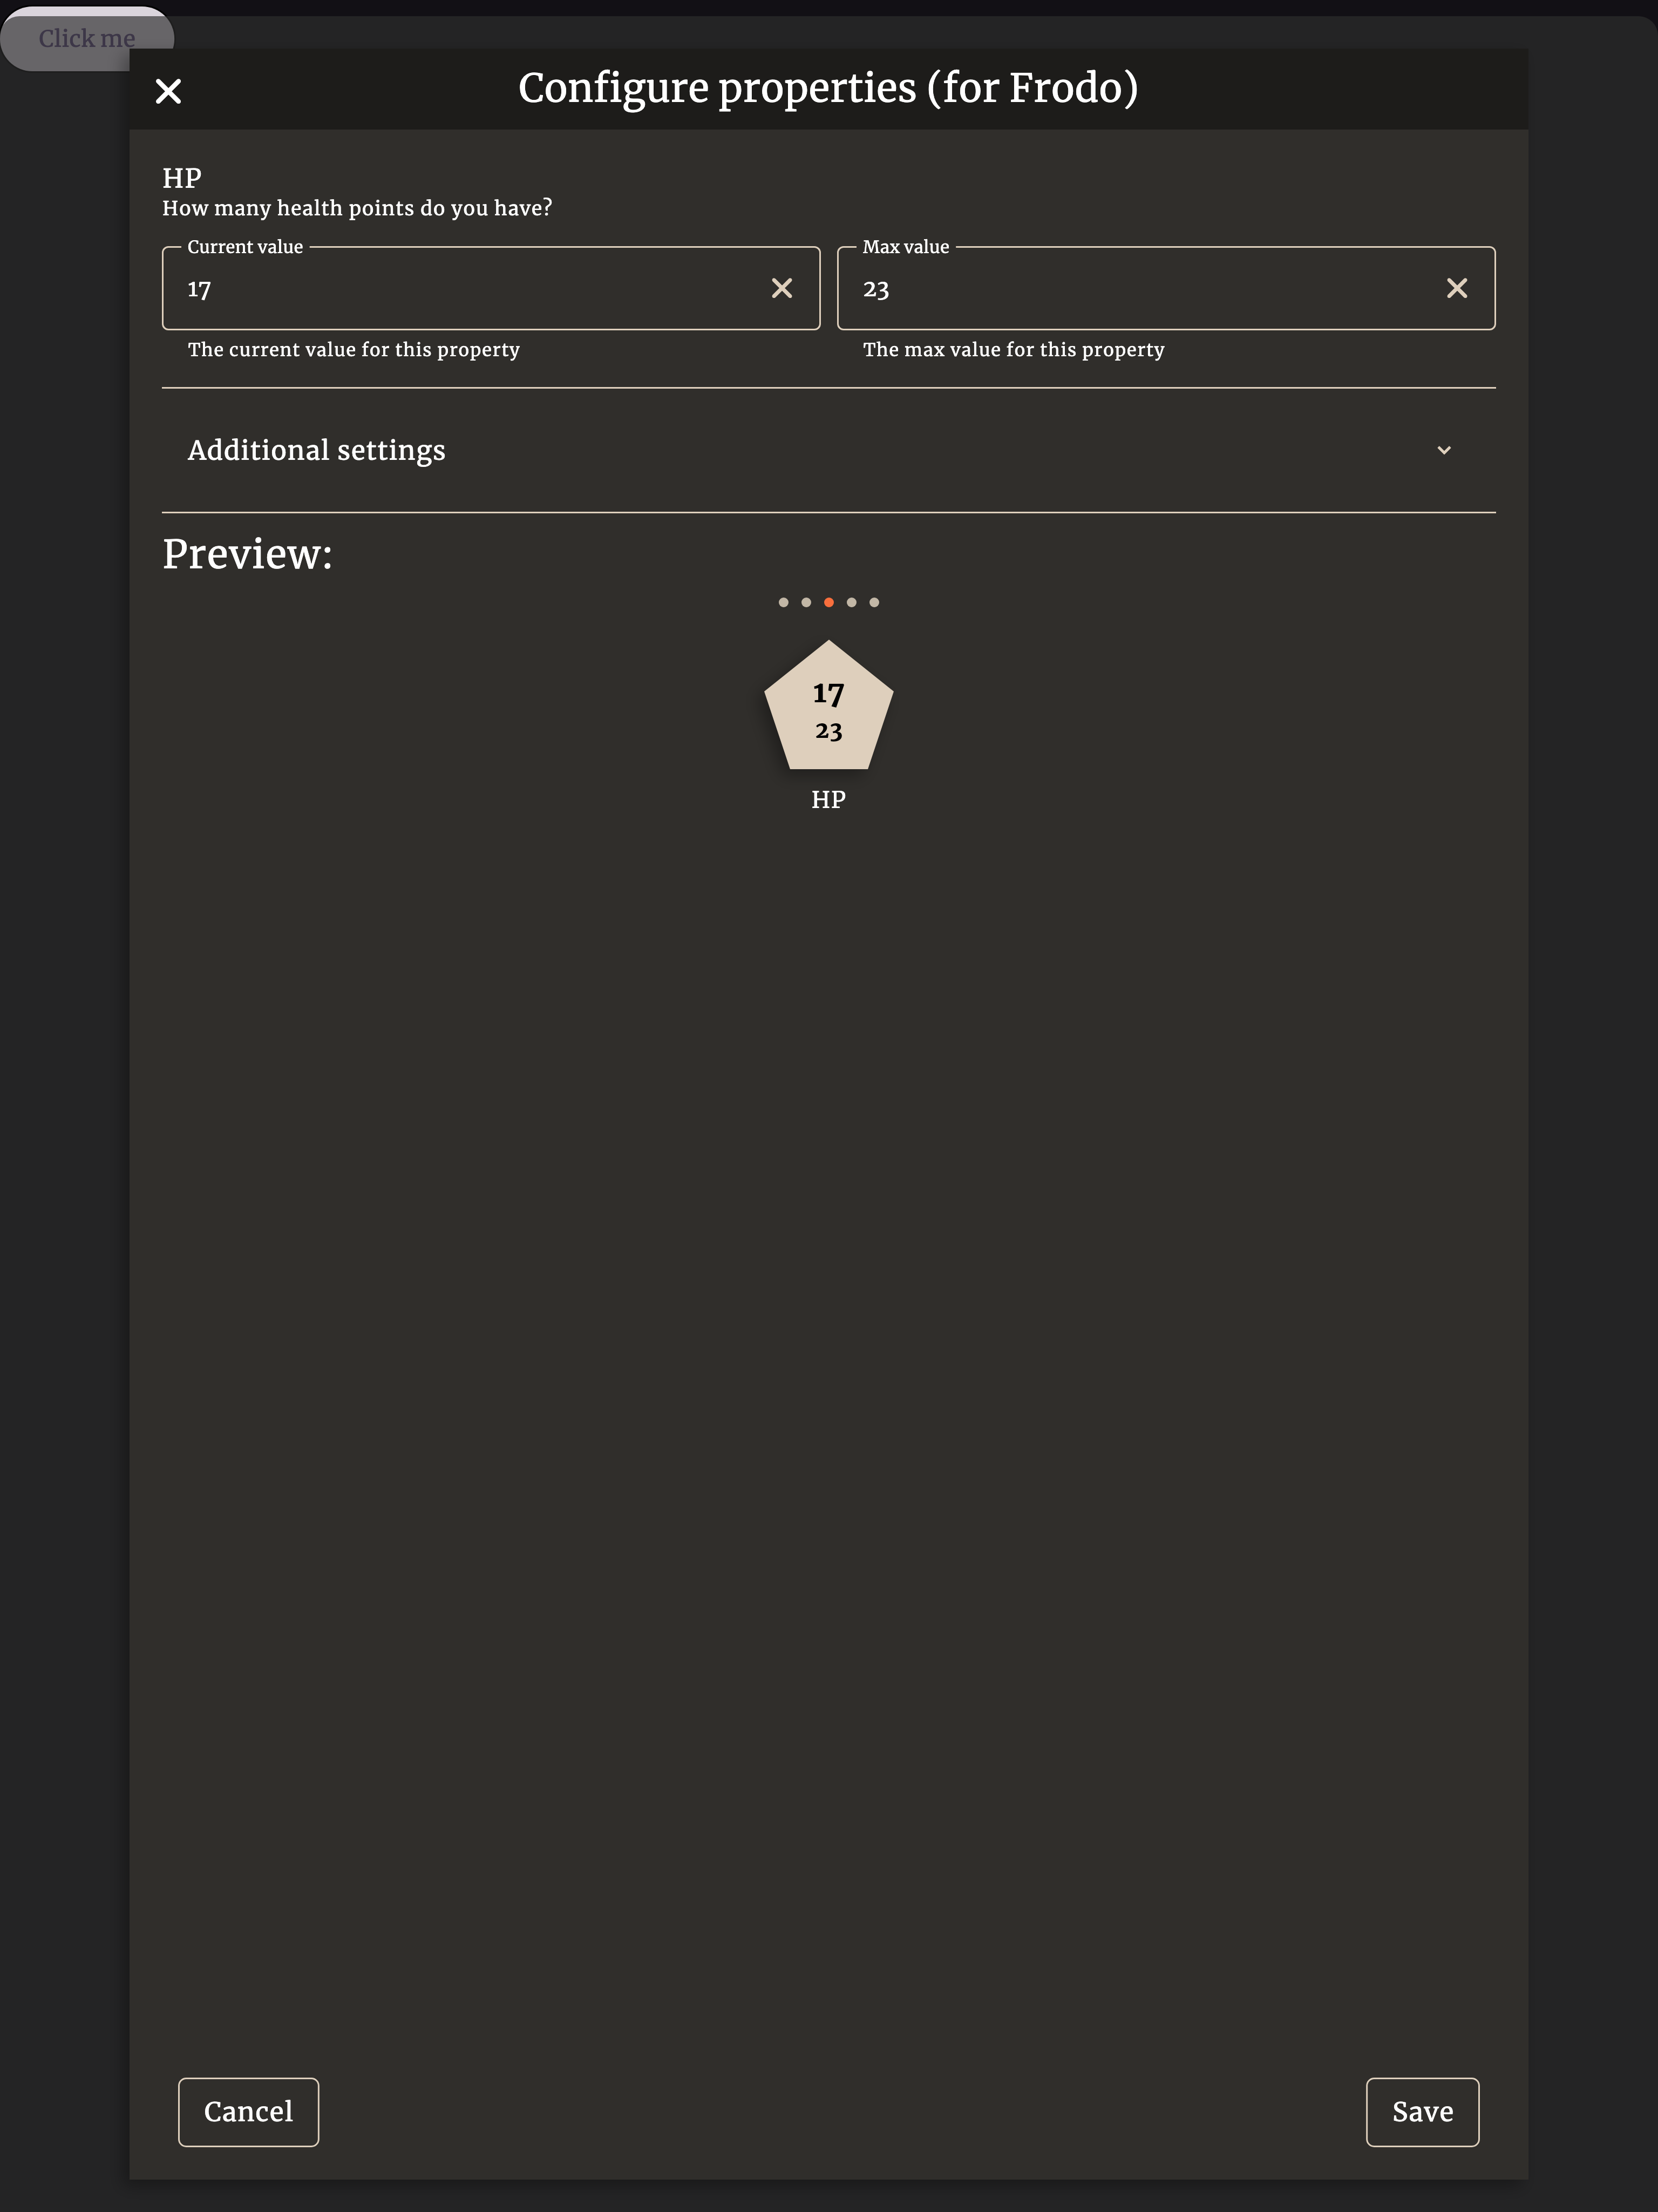 Click me
Configure properties (for Frodo)
HP
How many health points do you have?
Current value
17
The current value for this property
Max value
23
The max value for this property
Additional settings
Preview:
17
23
HP
Cancel
Save